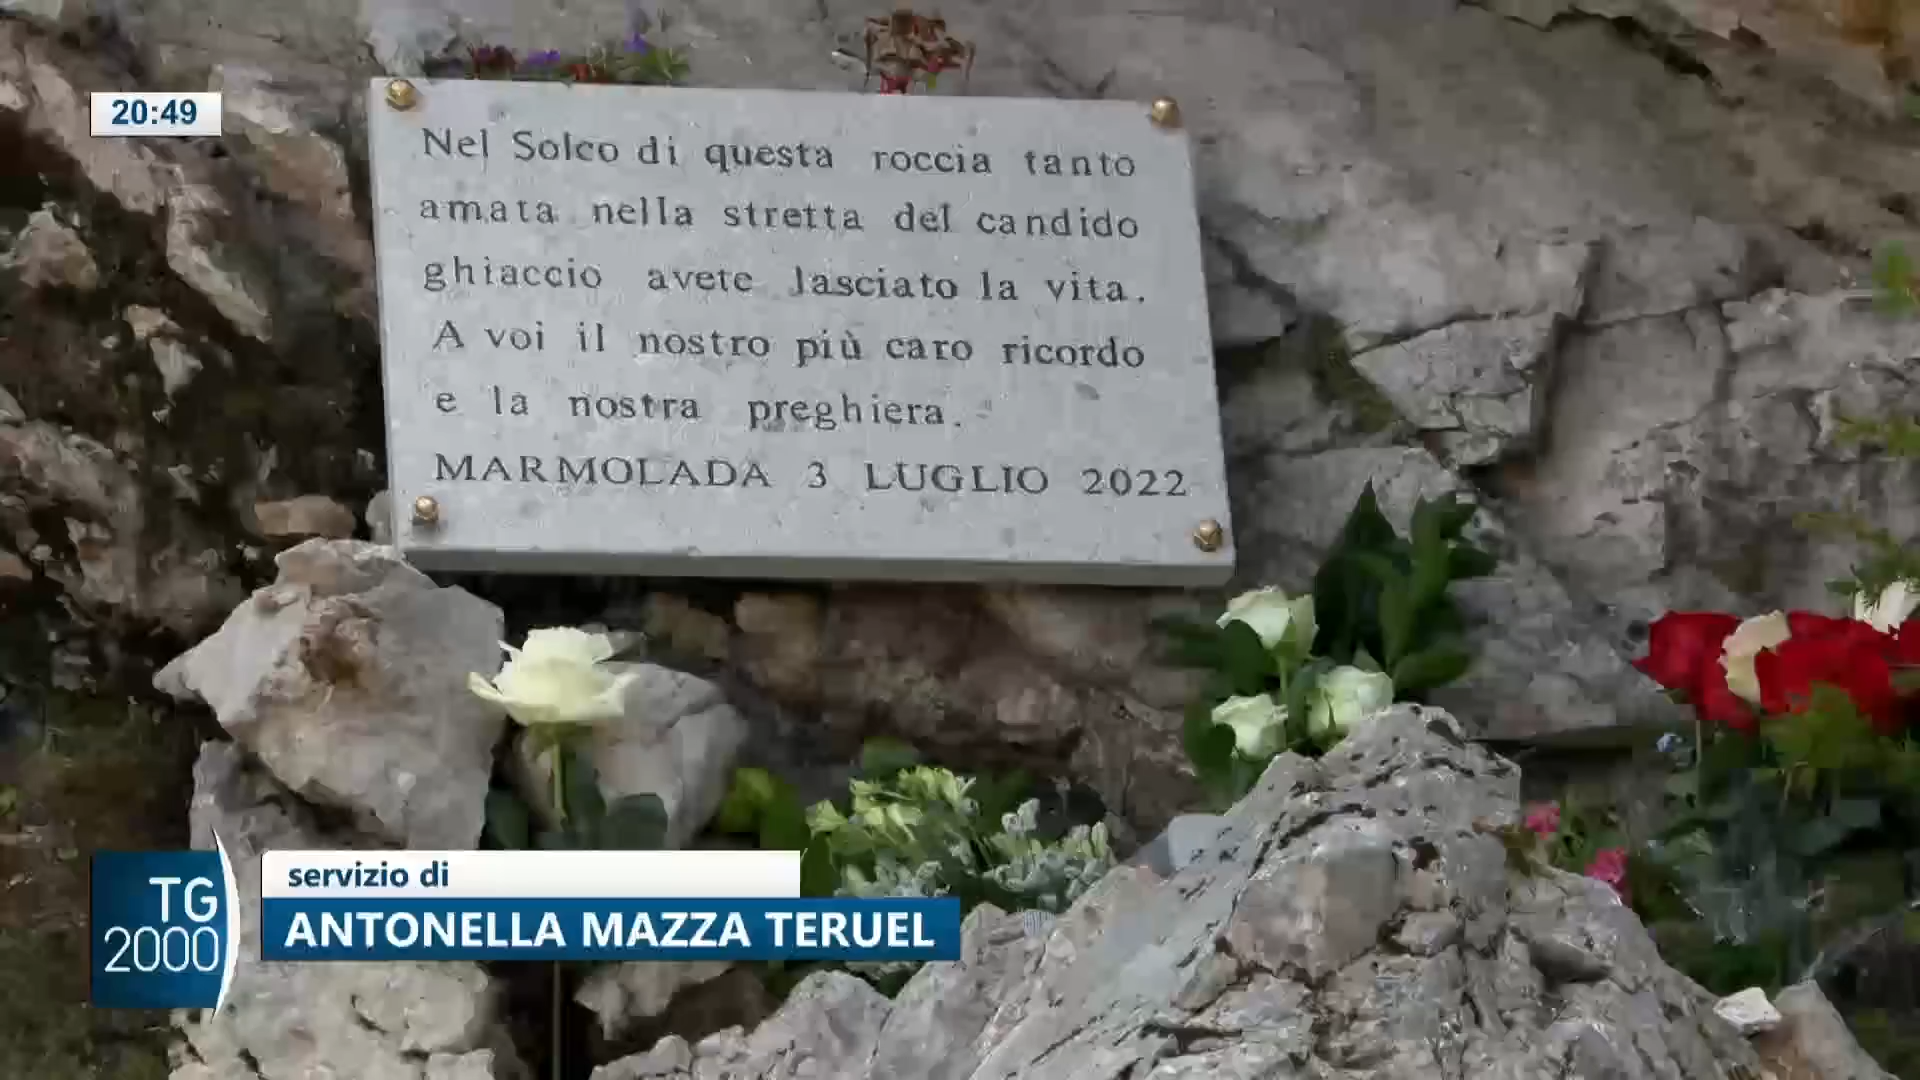 20:49
Nel Solco di questa roccia tanto
amata nella stretta del candido
ghiaccio avete lasciato la vita.
A voi il nostro più caro ricordo
e la nostra preghiera.
MARMOLADA 3 LUGLIO 2022
TG
2000
servizio di
ANTONELLA MAZZA TERUEL